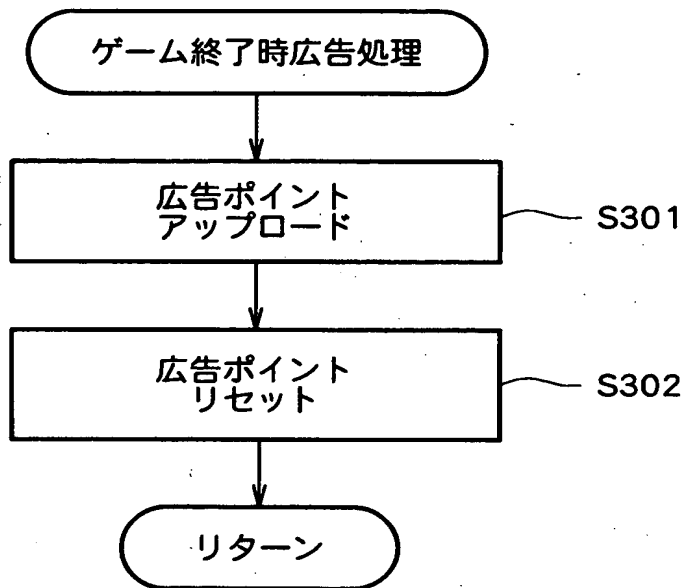 ゲーム終了時広告処理
広告ポイント
アップロード
S301
広告ポイント
リセット
S302
リターン